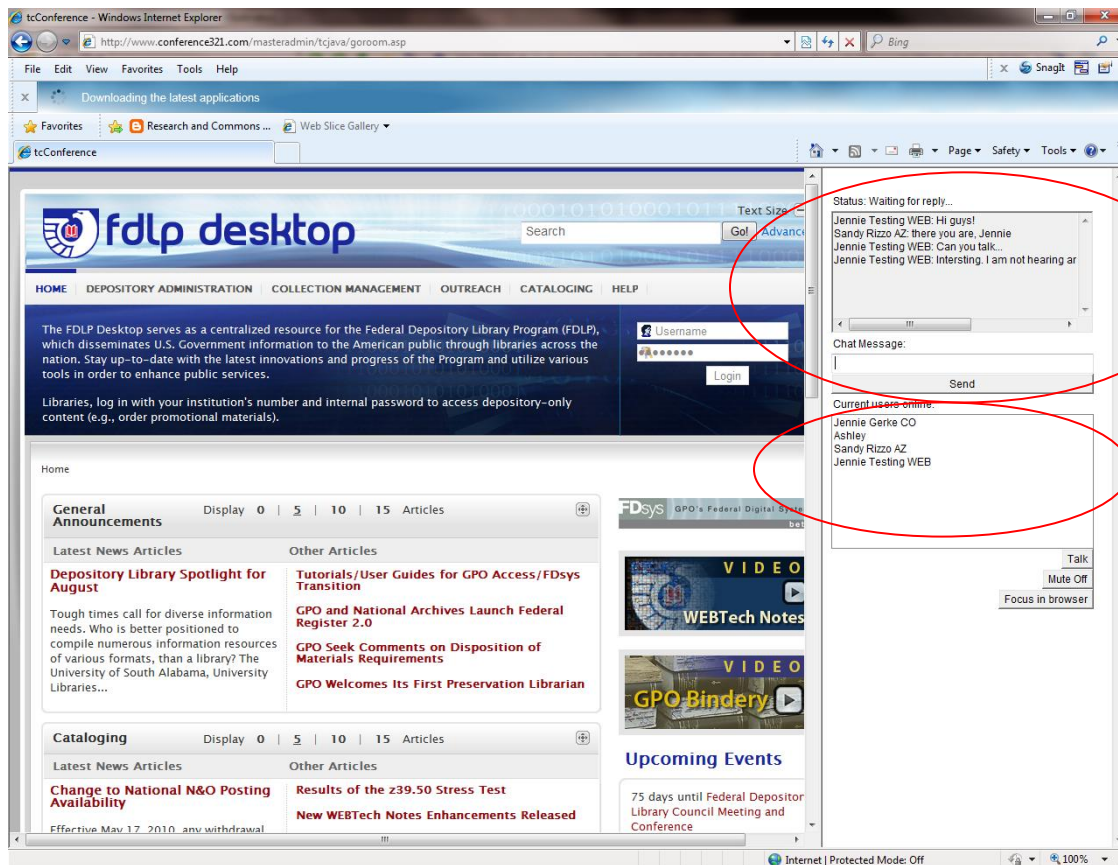 tcConference - Windows Internet Explorer
http://www.conference321.com/masteradmin/tcjava/goroom.asp
Bing
File Edit View Favorites Tools Help
SnagIt
Downloading the latest applications
Favorites
Research and Commons ...
Web Slice Gallery
tcConference
Page Safety Tools
fdlp desktop
Text Size
Search
Go!
Advance
HOME DEPOSITORY ADMINISTRATION COLLECTION MANAGEMENT OUTREACH CATALOGING HELP
The FDLP Desktop serves as a centralized resource for the Federal Depository Library Program (FDLP),
which disseminates U.S. Government information to the American public through libraries across the
nation. Stay up-to-date with the latest innovations and progress of the Program and utilize various
tools in order to enhance public services.
Libraries, log in with your institution's number and internal password to access depository-only
content (e.g., order promotional materials).
Username
Login
Home
General
Announcements
Display 0 | 5 | 10 | 15 Articles
Latest News Articles
Other Articles
Depository Library Spotlight for
August
Tough times call for diverse information
needs. Who is better positioned to
compile numerous information resources
of various formats, than a library? The
University of South Alabama, University
Libraries...
Tutorials/User Guides for GPO Access/FDsys
Transition
GPO and National Archives Launch Federal
Register 2.0
GPO Seek Comments on Disposition of
Materials Requirements
GPO Welcomes Its First Preservation Librarian
Cataloging
Display 0 | 5 | 10 | 15 Articles
Latest News Articles
Other Articles
Change to National N&O Posting
Availability
Effective May 17, 2010, any withdrawal
Results of the z39.50 Stress Test
New WEBTech Notes Enhancements Released
FDsys GPO's Federal Digital Syste
bet
VIDEO
WEBTech Notes
VIDEO
GPO Bindery
Upcoming Events
75 days until Federal Depositor
Library Council Meeting and
Conference
Status: Waiting for reply...
Jennie Testing WEB: Hi guys!
Sandy Rizzo AZ: there you are, Jennie
Jennie Testing WEB: Can you talk...
Jennie Testing WEB: Intersting. I am not hearing ar
Chat Message:
Send
Current users online:
Jennie Gerke CO
Ashley
Sandy Rizzo AZ
Jennie Testing WEB
Talk
Mute Off
Focus in browser
Internet | Protected Mode: Off
100%